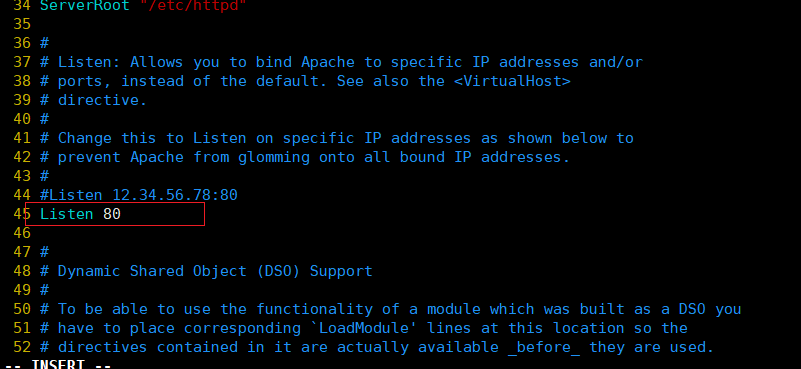 34 ServerRoot "/etc/httpd"
35
36 #
37 # Listen: Allows you to bind Apache to specific IP addresses and/or
38 # ports, instead of the default. See also the <VirtualHost>
39 # directive.
40 #
41 # Change this to Listen on specific IP addresses as shown below to
42 # prevent Apache from glomming onto all bound IP addresses.
43 #
44 #Listen 12.34.56.78:80
45 Listen 80
46
47 #
48 # Dynamic Shared Object (DSO) Support
49 #
50 # To be able to use the functionality of a module which was built as a DSO you
51 # have to place corresponding `LoadModule' lines at this location so the
52 # directives contained in it are actually available _before_ they are used.
-- INSERT --